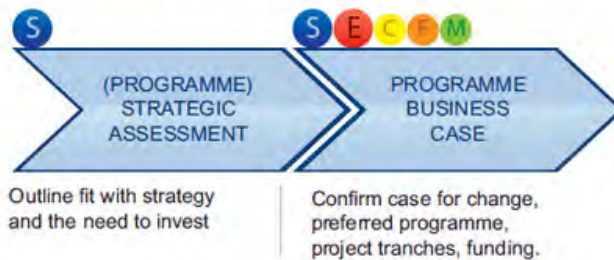 S
S E C F M
(PROGRAMME)
STRATEGIC
ASSESSMENT
PROGRAMME
BUSINESS
CASE
Outline fit with strategy
and the need to invest
Confirm case for change,
preferred programme,
project tranches, funding.